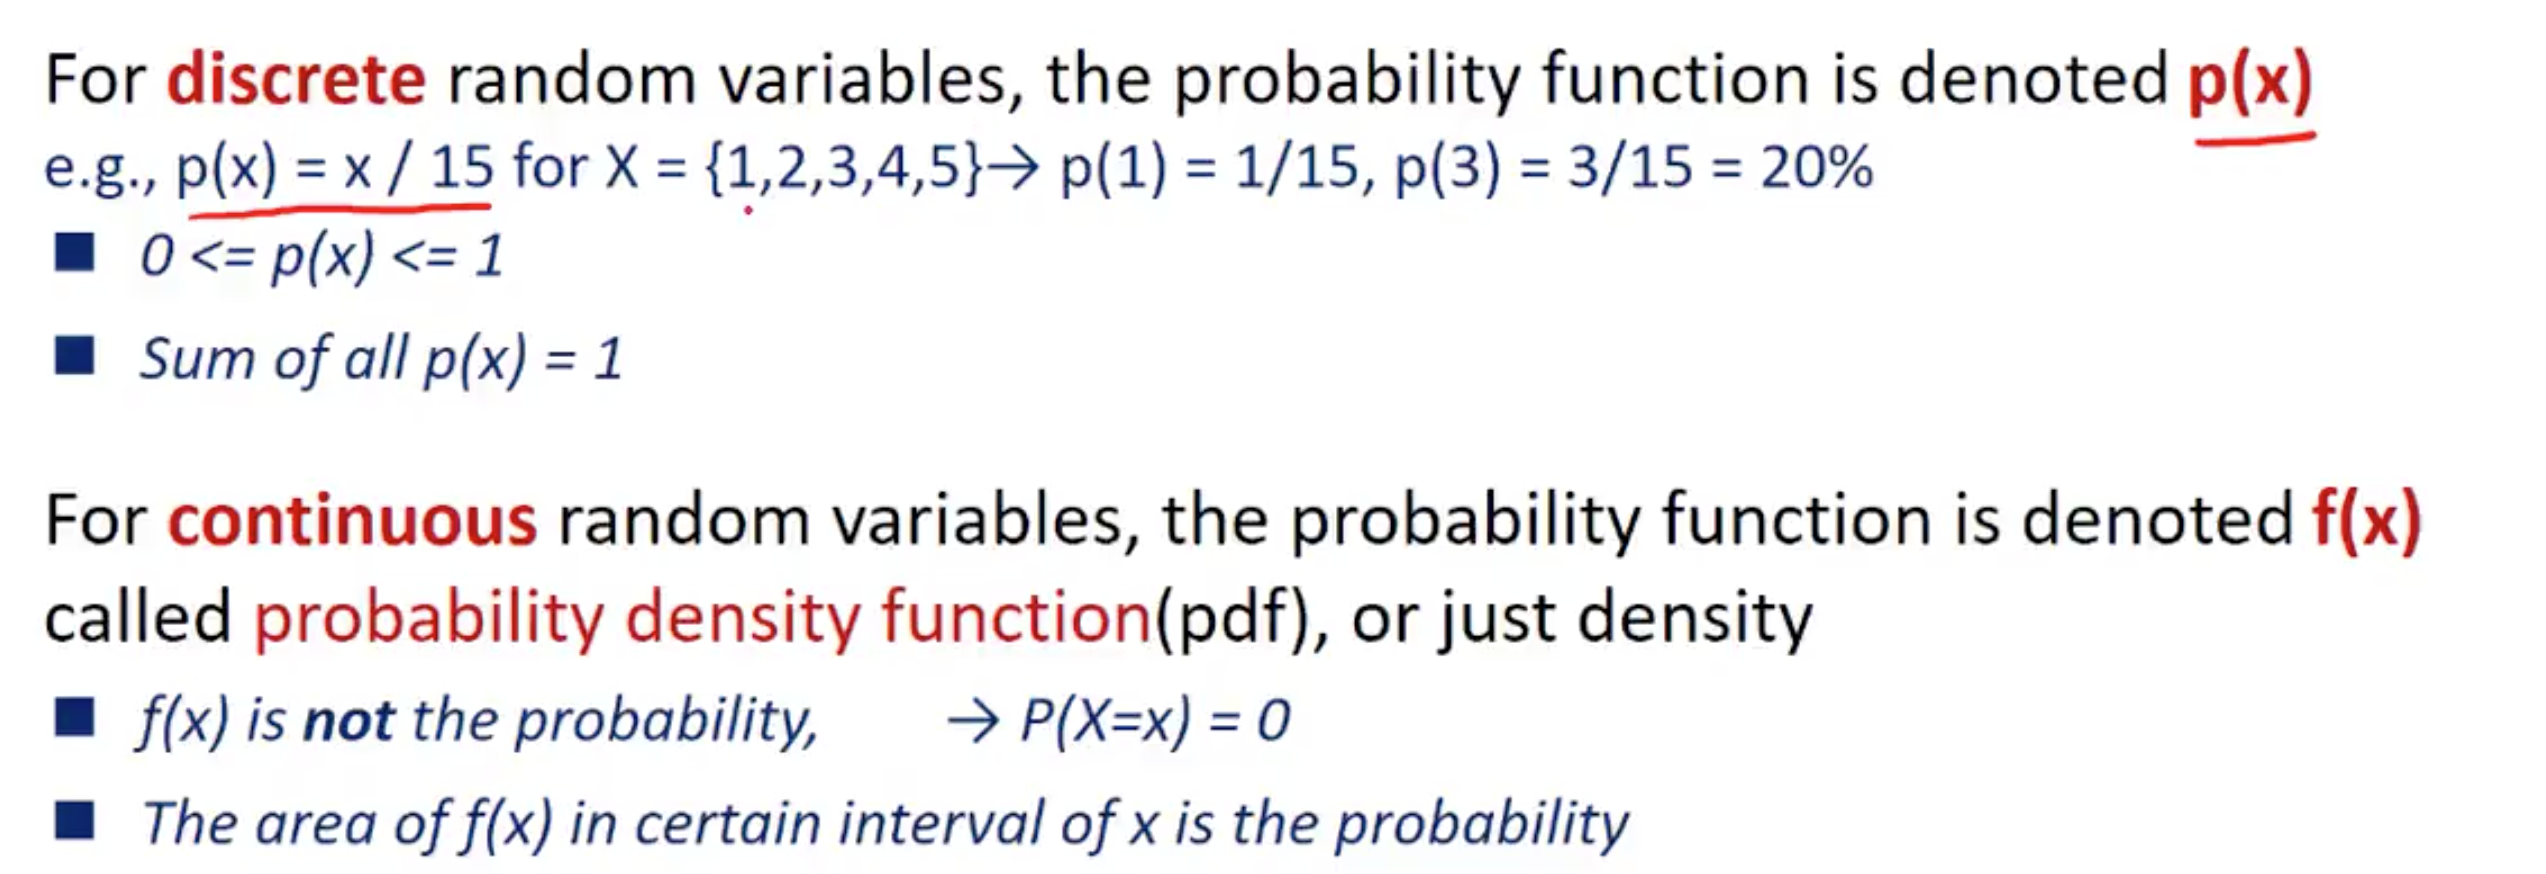 For discrete random variables, the probability function is denoted p(x)
e.g., p(x) = x / 15 for X = {1,2,3,4,5}→ p(1) = 1/15, p(3) = 3/15 = 20%
■ 0 <= p(x) <= 1
■ Sum of all p(x) = 1
For continuous random variables, the probability function is denoted f(x)
called probability density function(pdf), or just density
■ f(x) is not the probability, → P(X=x) = 0
■ The area of f(x) in certain interval of x is the probability